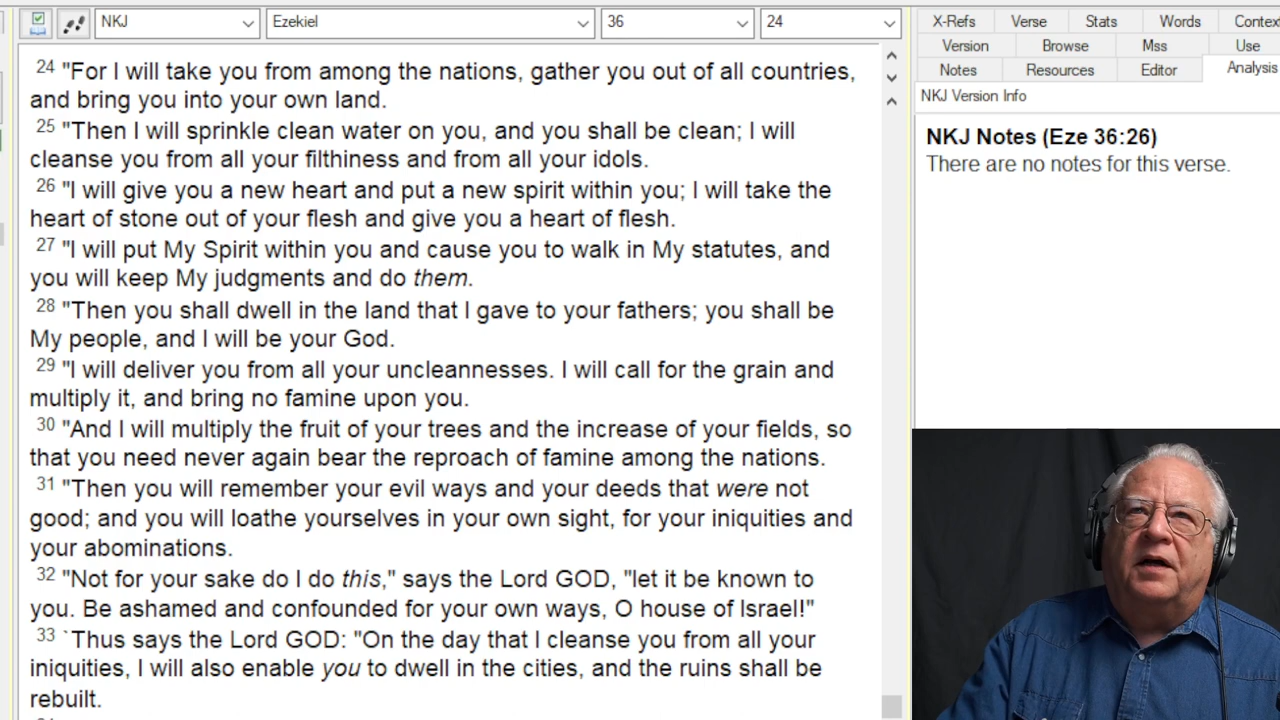 NKJ
Ezekiel
36
24
24 "For I will take you from among the nations, gather you out of all countries,
and bring you into your own land.
25 "Then I will sprinkle clean water on you, and you shall be clean; I will
cleanse you from all your filthiness and from all your idols.
26 "I will give you a new heart and put a new spirit within you; I will take the
heart of stone out of your flesh and give you a heart of flesh.
27 "I will put My Spirit within you and cause you to walk in My statutes, and
you will keep My judgments and do them.
28 "Then you shall dwell in the land that I gave to your fathers; you shall be
My people, and I will be your God.
29 "I will deliver you from all your uncleannesses. I will call for the grain and
multiply it, and bring no famine upon you.
30 "And I will multiply the fruit of your trees and the increase of your fields, so
that you need never again bear the reproach of famine among the nations.
31 "Then you will remember your evil ways and your deeds that were not
good; and you will loathe yourselves in your own sight, for your iniquities and
your abominations.
32 "Not for your sake do I do this," says the Lord GOD, "let it be known to
you. Be ashamed and confounded for your own ways, O house of Israel!"
33 `Thus says the Lord GOD: "On the day that I cleanse you from all your
iniquities, I will also enable you to dwell in the cities, and the ruins shall be
rebuilt.
X-Refs Verse Stats Words Contex
Version Browse Mss Use
Notes Resources Editor Analysis
NKJ Version Info
NKJ Notes (Eze 36:26)
There are no notes for this verse.